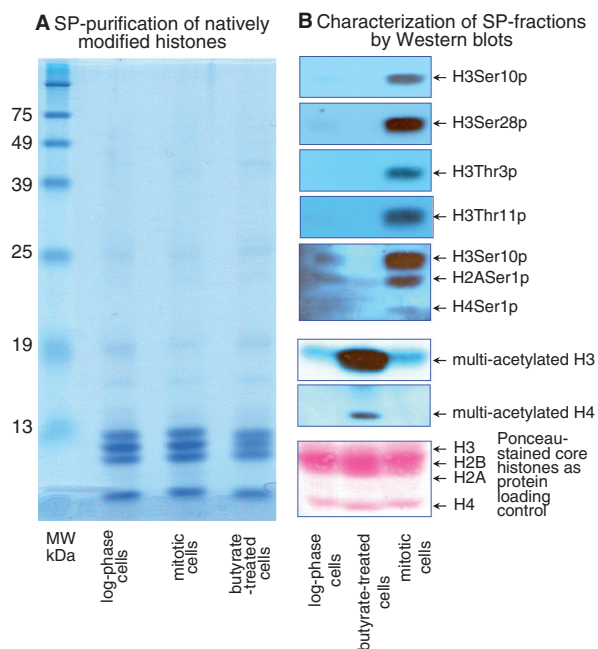 A SP-purification of natively
modified histones
75
49
39
25
19
13
MW
kDa
log-phase
cells
mitotic
cells
butyrate
-treated
cells
B Characterization of SP-fractions
by Western blots
H3Ser10p
H3Ser28p
H3Thr3p
H3Thr11p
H3Ser10p
H2ASer1p
H4Ser1p
multi-acetylated H3
multi-acetylated H4
H3
H2B
H2A
H4
Ponceau-
stained core
histones as
protein
loading
control
log-phase
cells
butyrate-treated
cells
mitotic
cells